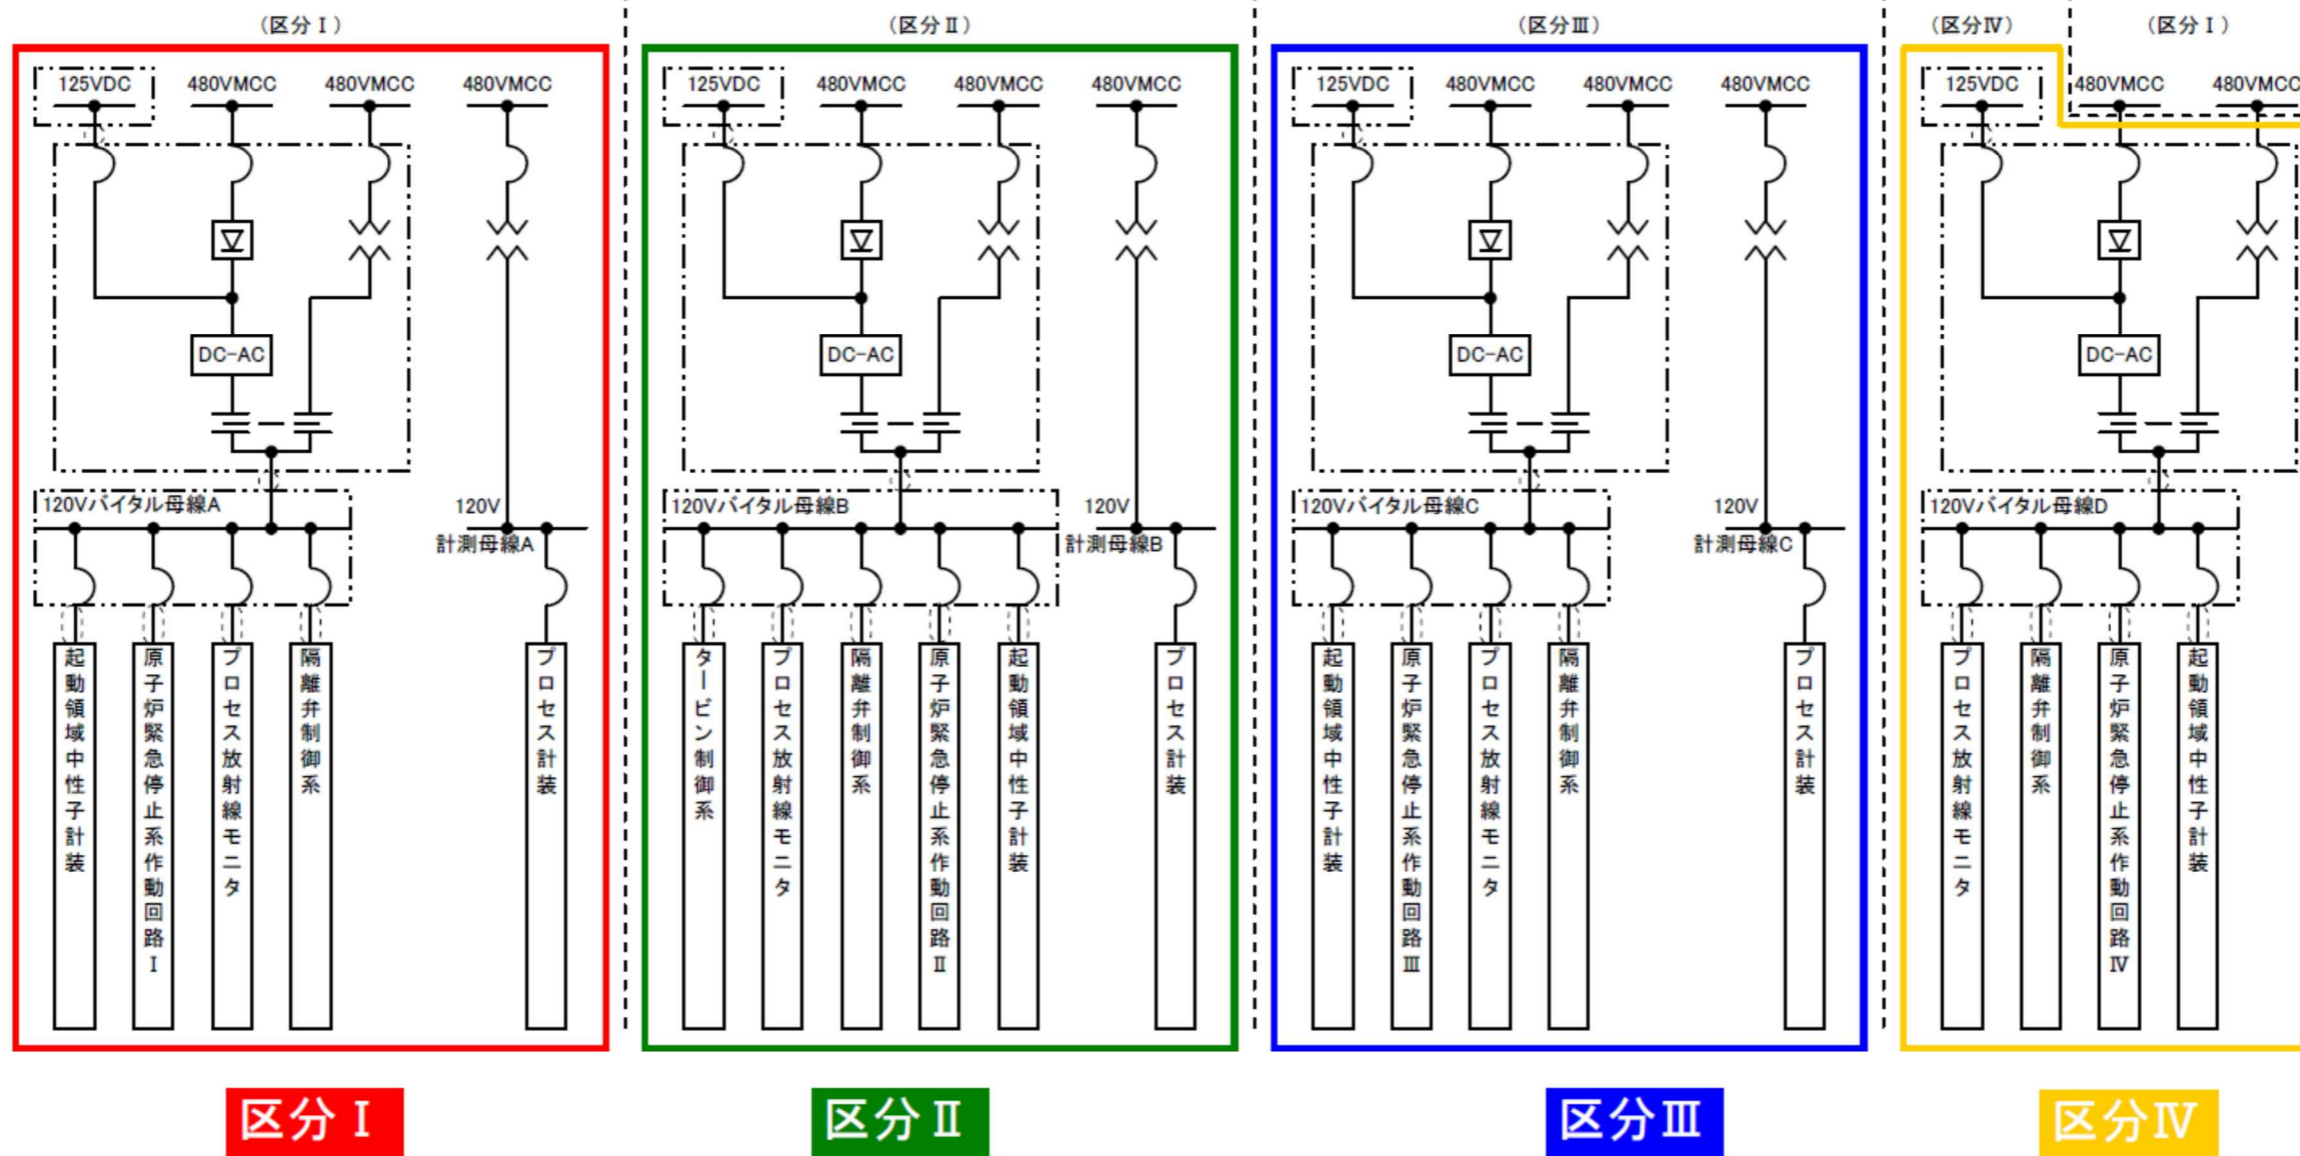 （区分Ⅰ）
（区分Ⅱ）
（区分Ⅲ）
（区分Ⅳ）
（区分Ⅰ）
125VDC
480VMCC
480VMCC
480VMCC
125VDC
480VMCC
480VMCC
480VMCC
125VDC
480VMCC
480VMCC
480VMCC
125VDC
480VMCC
480VMCC
DC-AC
DC-AC
DC-AC
DC-AC
120Vバイタル母線A
120V
計測母線A
120Vバイタル母線B
120V
計測母線B
120Vバイタル母線C
120V
計測母線C
120Vバイタル母線D
起動領域中性子計装
原子炉緊急停止系作動回路Ⅰ
プロセス放射線モニタ
隔離弁制御系
プロセス計装
タービン制御系
プロセス放射線モニタ
隔離弁制御系
原子炉緊急停止系作動回路Ⅱ
起動領域中性子計装
プロセス計装
起動領域中性子計装
原子炉緊急停止系作動回路Ⅲ
プロセス放射線モニタ
隔離弁制御系
プロセス計装
プロセス放射線モニタ
隔離弁制御系
原子炉緊急停止系作動回路Ⅳ
起動領域中性子計装
区分Ⅰ
区分Ⅱ
区分Ⅲ
区分Ⅳ